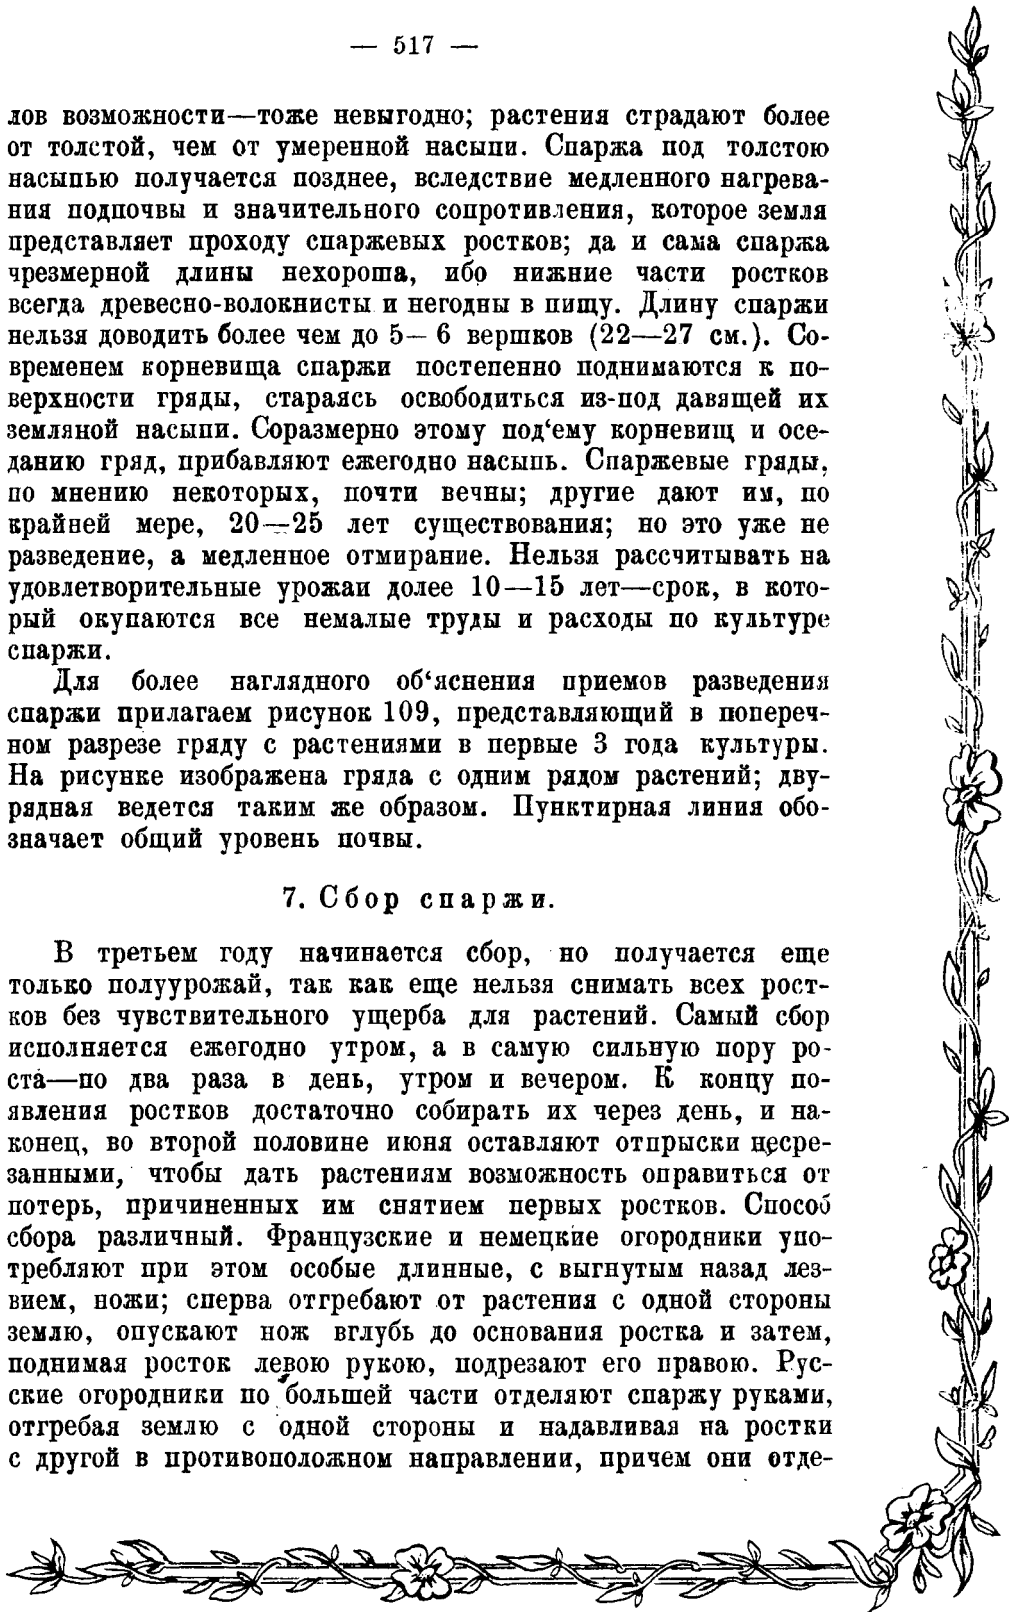 — 517 —
лов возможности—тоже невыгодно; растения страдают более
от толстой, чем от умеренной насыпи. Спаржа под толстою
насыпью получается позднее, вследствие медленного нагрева-
ния подпочвы и значительного сопротивления, которое земля
представляет проходу спаржевых ростков; да и сама спаржа
чрезмерной длины нехороша, ибо нижние части ростков
всегда древесно-волокнисты и негодны в пищу. Длину спаржи
нельзя доводить более чем до 5— 6 вершков (22—27 см.). Со-
временем корневища спаржи постепенно поднимаются к по-
верхности гряды, стараясь освободиться из-под давящей их
земляной насыпи. Соразмерно этому под‘ему корневищ и осе-
данию гряд, прибавляют ежегодно насыпь. Спаржевые гряды,
по мнению некоторых, почти вечны; другие дают им, по
крайней мере, 20—25 лет существования; но это уже не
разведение, а медленное отмирание. Нельзя рассчитывать на
удовлетворительные урожаи долее 10—15 лет—срок, в кото-
рый окупаются все немалые труды и расходы по культуре
спаржи.
Для более наглядного об‘яснения приемов разведения
спаржи прилагаем рисунок 109, представляющий в попереч-
ном разрезе гряду с растениями в первые 3 года культуры.
На рисунке изображена гряда с одним рядом растений; дву-
рядная ведется таким же образом. Пунктирная линия обо-
значает общий уровень почвы.
7. Сбор спаржи.
В третьем году начинается сбор, но получается еще
только полуурожай, так как еще нельзя снимать всех рост-
ков без чувствительного ущерба для растений. Самый сбор
исполняется ежегодно утром, а в самую сильную пору ро-
ста—по два раза в день, утром и вечером. К концу по-
явления ростков достаточно собирать их через день, и на-
конец, во второй половине июня оставляют отпрыски несре-
занными, чтобы дать растениям возможность оправиться от
потерь, причиненных им снятием первых ростков. Способ
сбора различный. Французские и немецкие огородники упо-
требляют при этом особые длинные, с выгнутым назад лез-
вием, ножи; сперва отгребают от растения с одной стороны
землю, опускают нож вглубь до основания ростка и затем,
поднимая росток левою рукою, подрезают его правою. Рус-
ские огородники по большей части отделяют спаржу руками,
отгребая землю с одной стороны и надавливая на ростки
с другой в противоположном направлении, причем они отде-